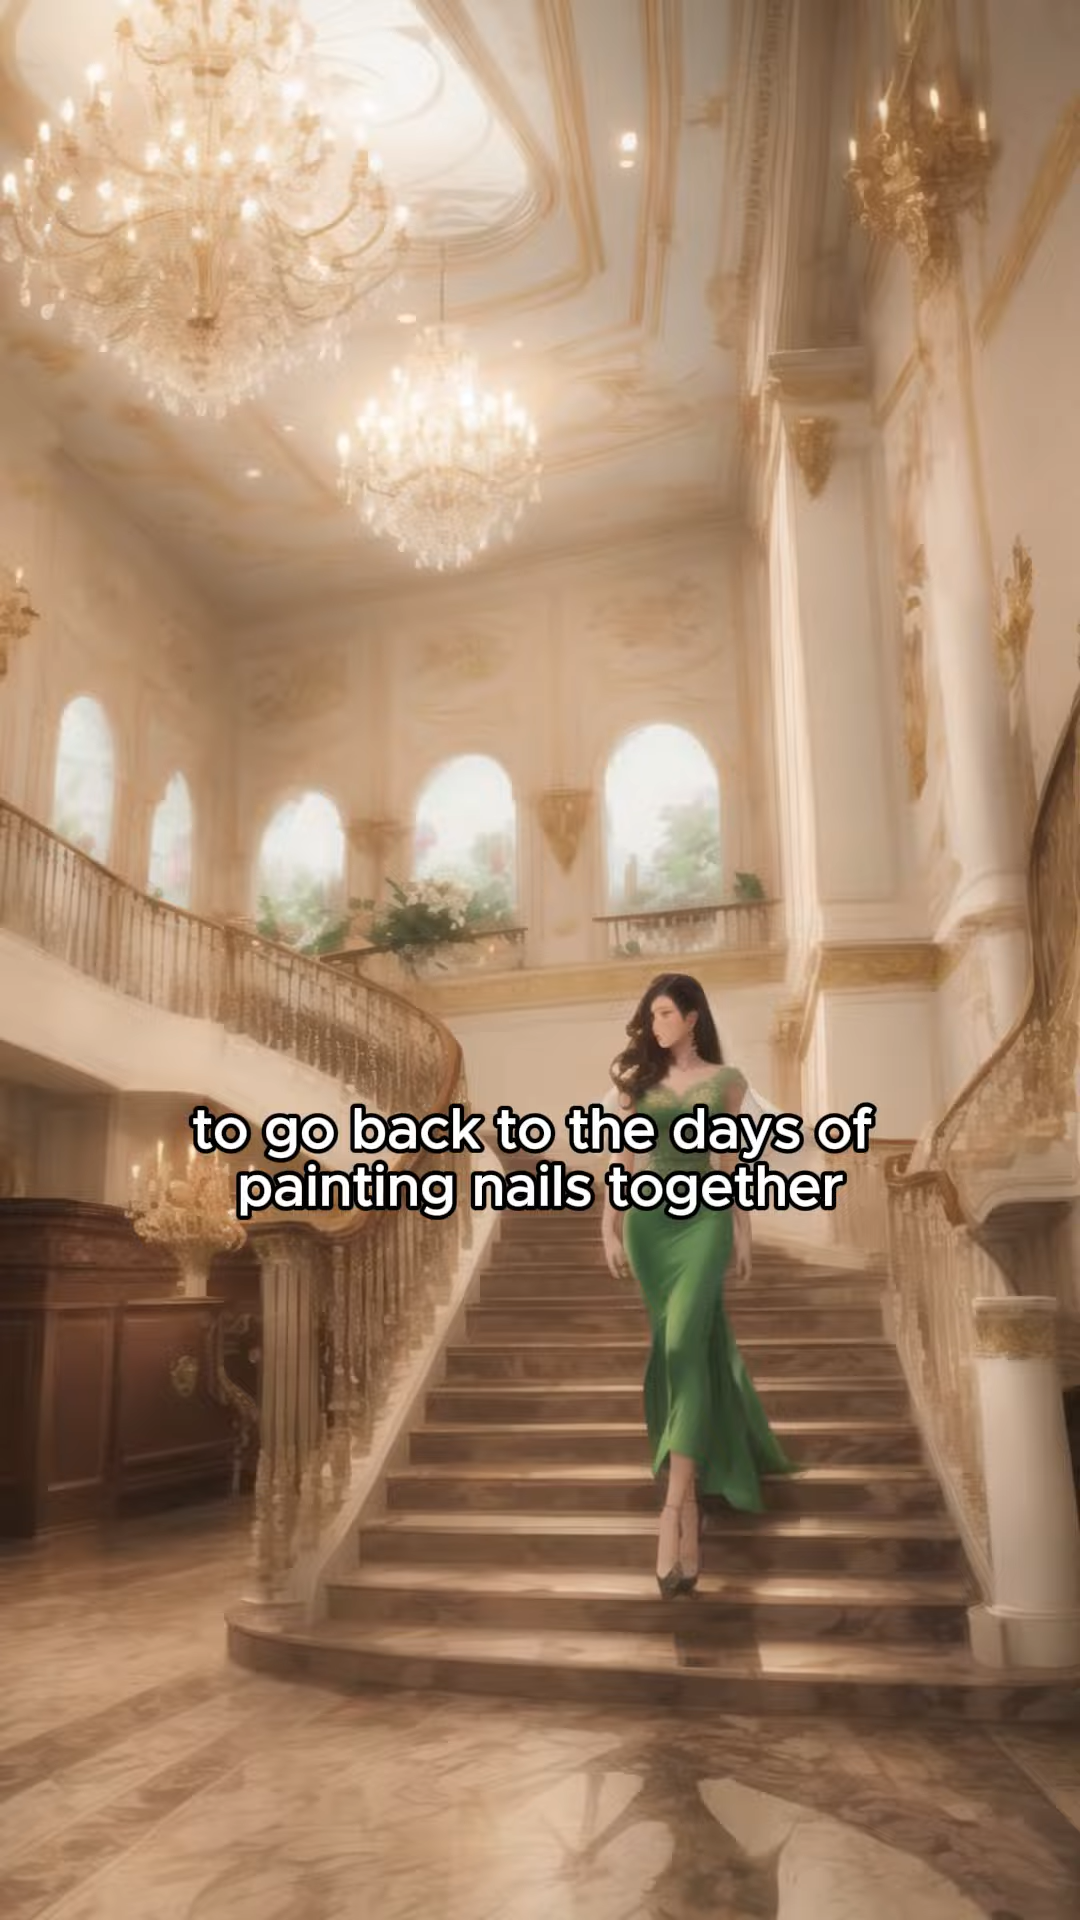 to go back to the days of
painting nails together